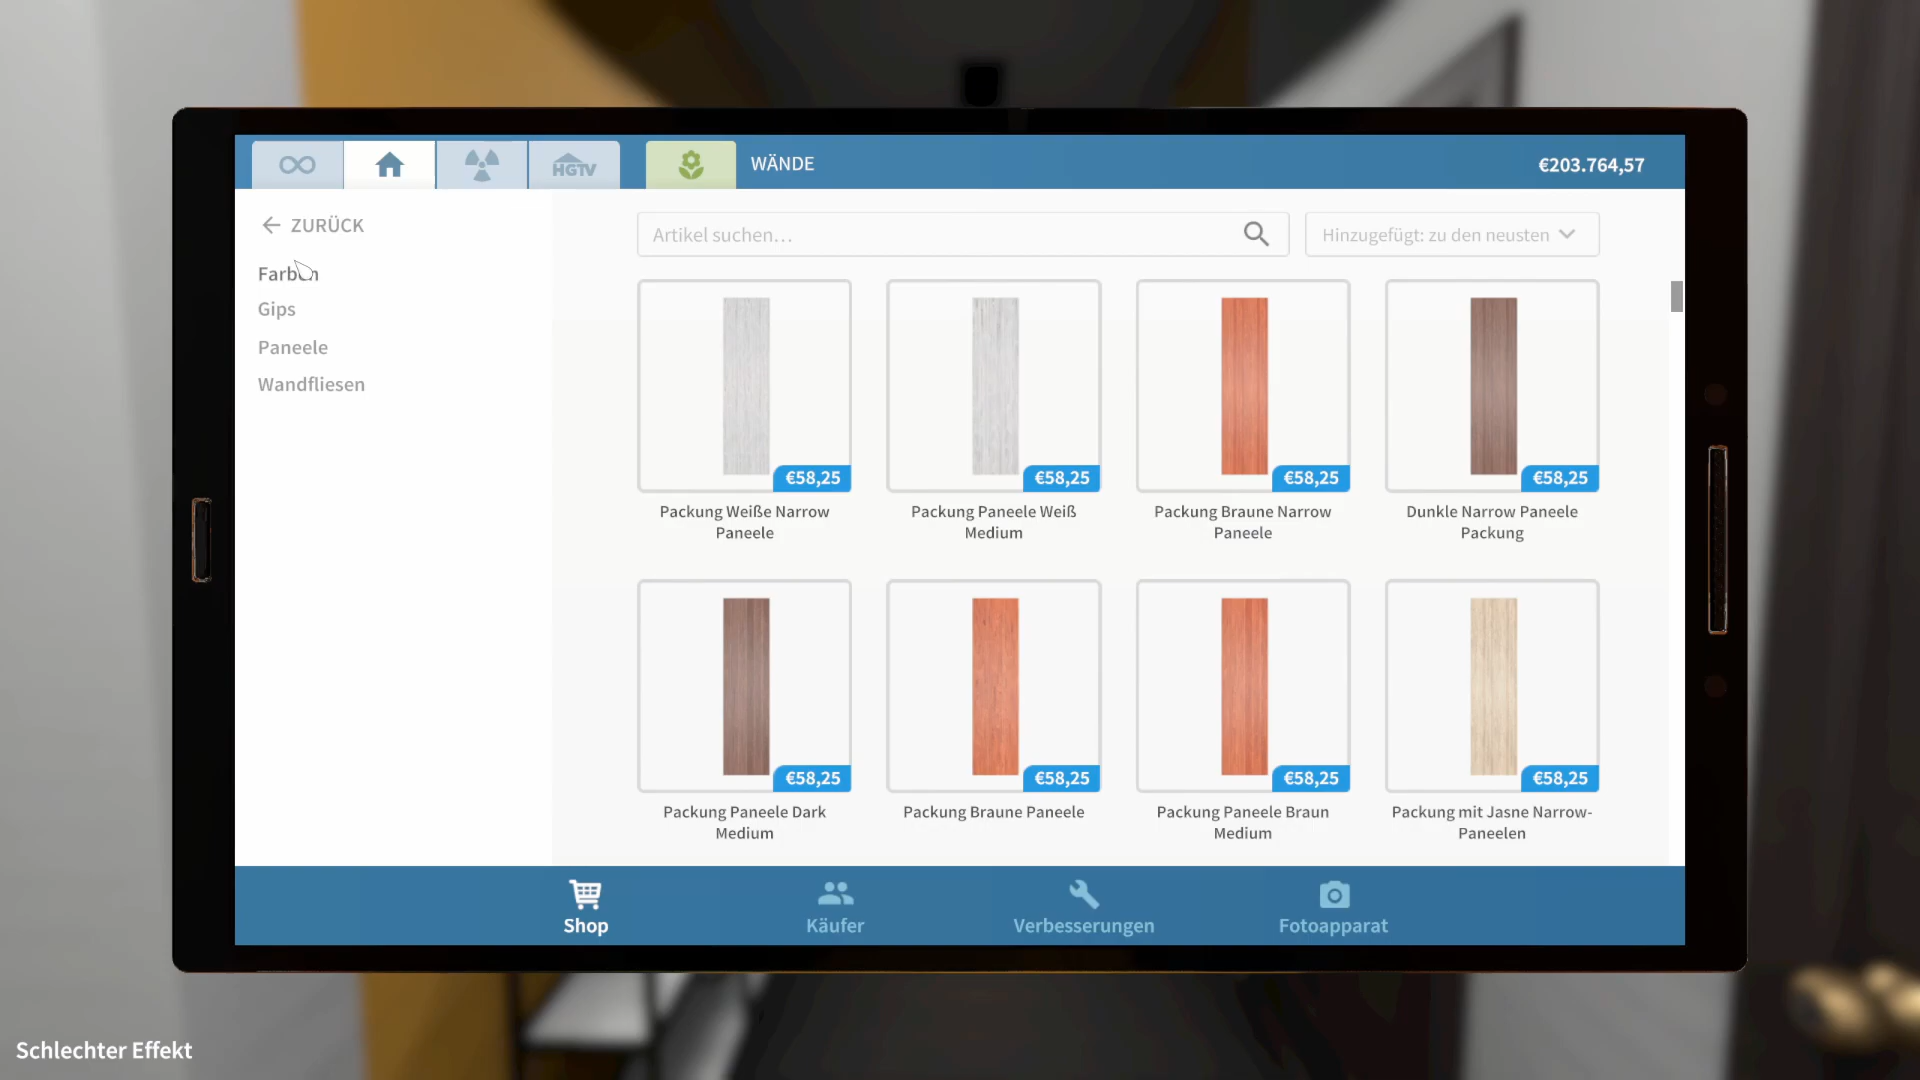 HGTV
WÄNDE
€203.764,57
ZURÜCK
Farben
Gips
Paneele
Wandfliesen
Artikel suchen...
Hinzugefügt: zu den neusten
€58,25
€58,25
€58,25
€58,25
Packung Weiße Narrow
Paneele
Packung Paneele Weiß
Medium
Packung Braune Narrow
Paneele
Dunkle Narrow Paneele
Packung
€58,25
€58,25
€58,25
€58,25
Packung Paneele Dark
Medium
Packung Braune Paneele
Packung Paneele Braun
Medium
Packung mit Jasne Narrow-
Paneelen
Shop
Käufer
Verbesserungen
Fotoapparat
Schlechter Effekt